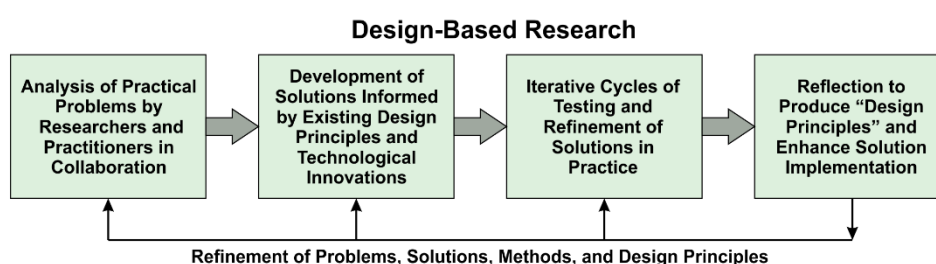 Design-Based Research
Analysis of Practical
Problems by
Researchers and
Practitioners in
Collaboration
Development of
Solutions Informed
by Existing Design
Principles and
Technological
Innovations
Iterative Cycles of
Testing and
Refinement of
Solutions in
Practice
Reflection to
Produce “Design
Principles” and
Enhance Solution
Implementation
Refinement of Problems, Solutions, Methods, and Design Principles